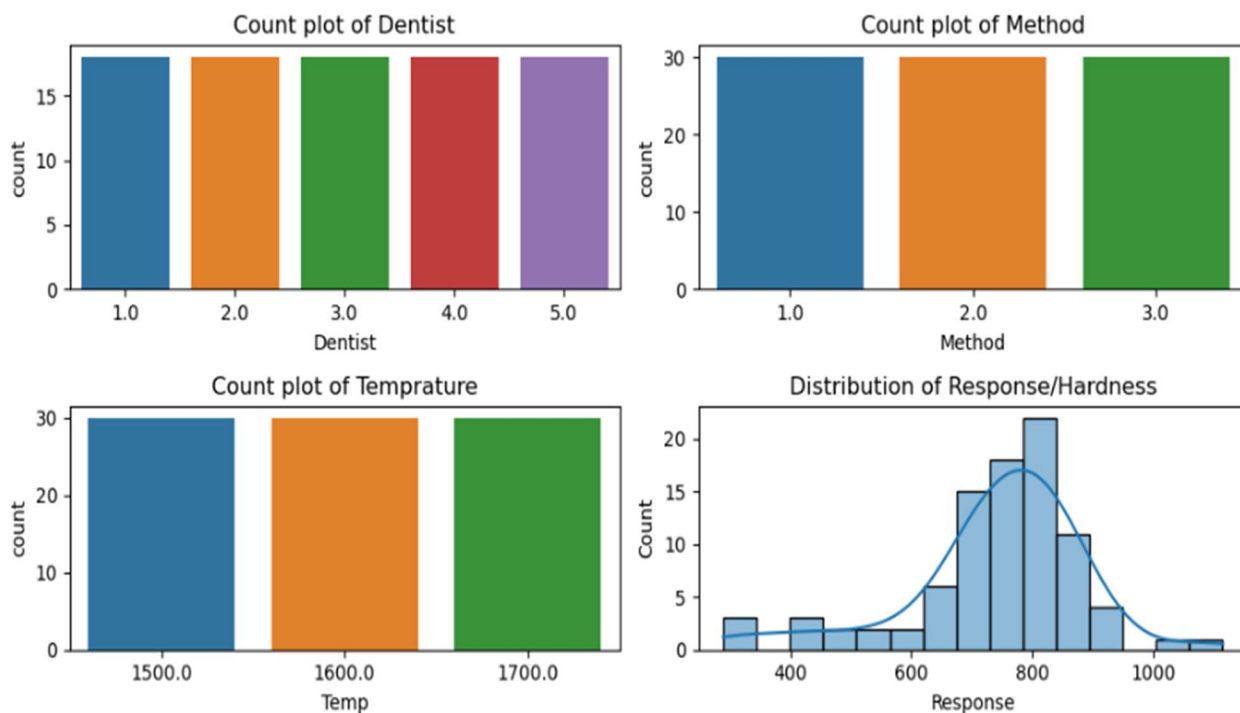 Count plot of Dentist
count
15
10
5
0
1.0 2.0 3.0 4.0 5.0
Dentist
Count plot of Method
count
30
20
10
0
1.0 2.0 3.0
Method
Count plot of Temprature
count
30
20
10
0
1500.0 1600.0 1700.0
Temp
Distribution of Response/Hardness
Count
20
15
10
5
0
400 600 800 1000
Response